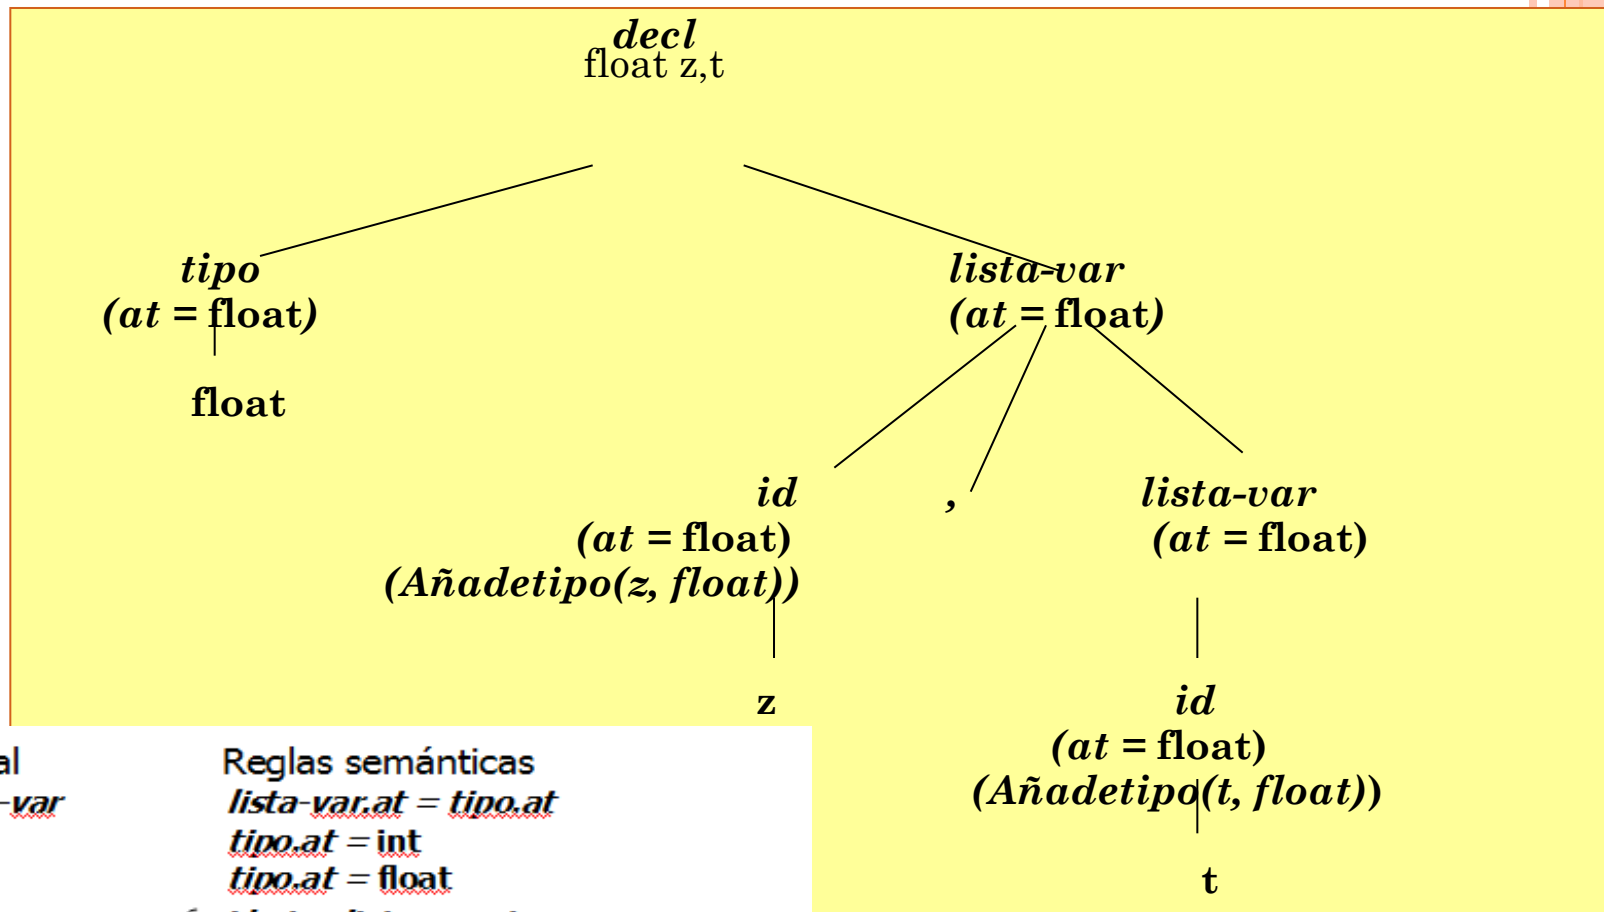 decl
float z,t
tipo
(at = float)
float
lista-var
(at = float)
id
(at = float)
(Añadetipo(z, float))
z
,
lista-var
(at = float)
id
(at = float)
(Añadetipo(t, float))
t
al Reglas semánticas
-var lista-var.at = tipo.at
tipo.at = int
tipo.at = float